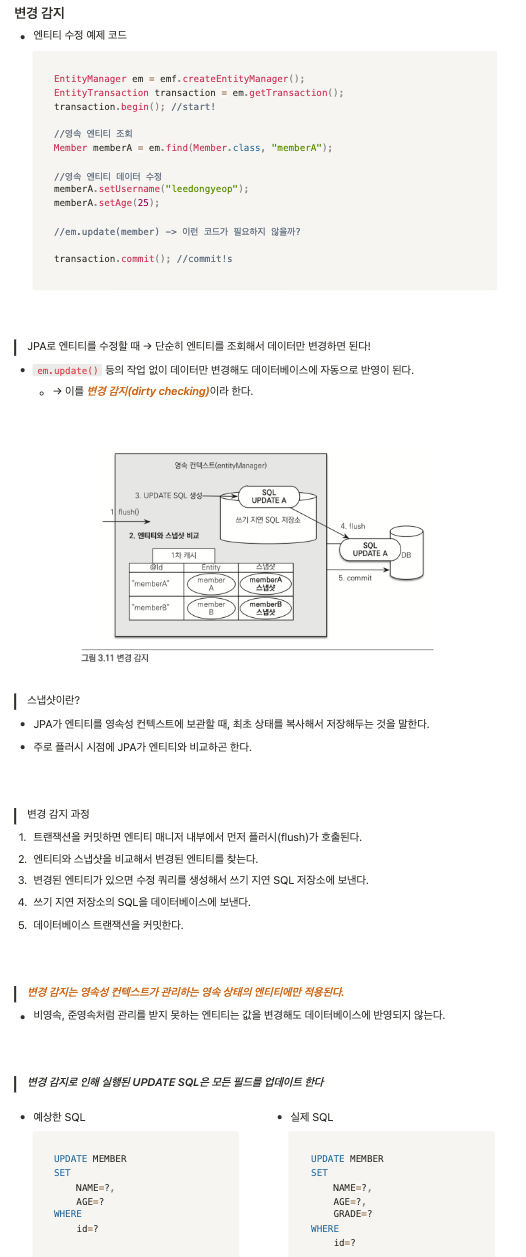 변경 감지
• 엔티티 수정 예제 코드
EntityManager em = emf.createEntityManager();
EntityTransaction transaction = em.getTransaction();
transaction.begin(); //start!
//영속 엔티티 조회
Member memberA = em.find(Member.class, "memberA");
//영속 엔티티 데이터 수정
memberA.setUsername("leedongyeop");
memberA.setAge(25);
//em.update(member) -> 이런 코드가 필요하지 않을까?
transaction.commit(); //commit!s
JPA로 엔티티를 수정할 때 → 단순히 엔티티를 조회해서 데이터만 변경하면 된다!
• em.update() 등의 작업 없이 데이터만 변경해도 데이터베이스에 자동으로 반영이 된다.
◦ → 이를 변경 감지(dirty checking)이라 한다.
영속 컨텍스트(entityManager)
3. UPDATE SQL 생성
SQL
UPDATE A
1. flush()
쓰기 지연 SQL 저장소
4. flush
2. 엔티티와 스냅샷 비교
SQL
UPDATE A
DB
1차 캐시
5. commit
@Id Entity 스냅샷
"memberA" member A memberA 스냅샷
"memberB" member B memberB 스냅샷
그림 3.11 변경 감지
스냅샷이란?
• JPA가 엔티티를 영속성 컨텍스트에 보관할 때, 최초 상태를 복사해서 저장해두는 것을 말한다.
• 주로 플러시 시점에 JPA가 엔티티와 비교하곤 한다.
변경 감지 과정
1. 트랜잭션을 커밋하면 엔티티 매니저 내부에서 먼저 플러시(flush)가 호출된다.
2. 엔티티와 스냅샷을 비교해서 변경된 엔티티를 찾는다.
3. 변경된 엔티티가 있으면 수정 쿼리를 생성해서 쓰기 지연 SQL 저장소에 보낸다.
4. 쓰기 지연 저장소의 SQL을 데이터베이스에 보낸다.
5. 데이터베이스 트랜잭션을 커밋한다.
변경 감지는 영속성 컨텍스트가 관리하는 영속 상태의 엔티티에만 적용된다.
• 비영속, 준영속처럼 관리를 받지 못하는 엔티티는 값을 변경해도 데이터베이스에 반영되지 않는다.
변경 감지로 인해 실행된 UPDATE SQL은 모든 필드를 업데이트 한다
• 예상한 SQL
UPDATE MEMBER
SET
NAME=?,
AGE=?
WHERE
id=?
• 실제 SQL
UPDATE MEMBER
SET
NAME=?,
AGE=?,
GRADE=?
WHERE
id=?